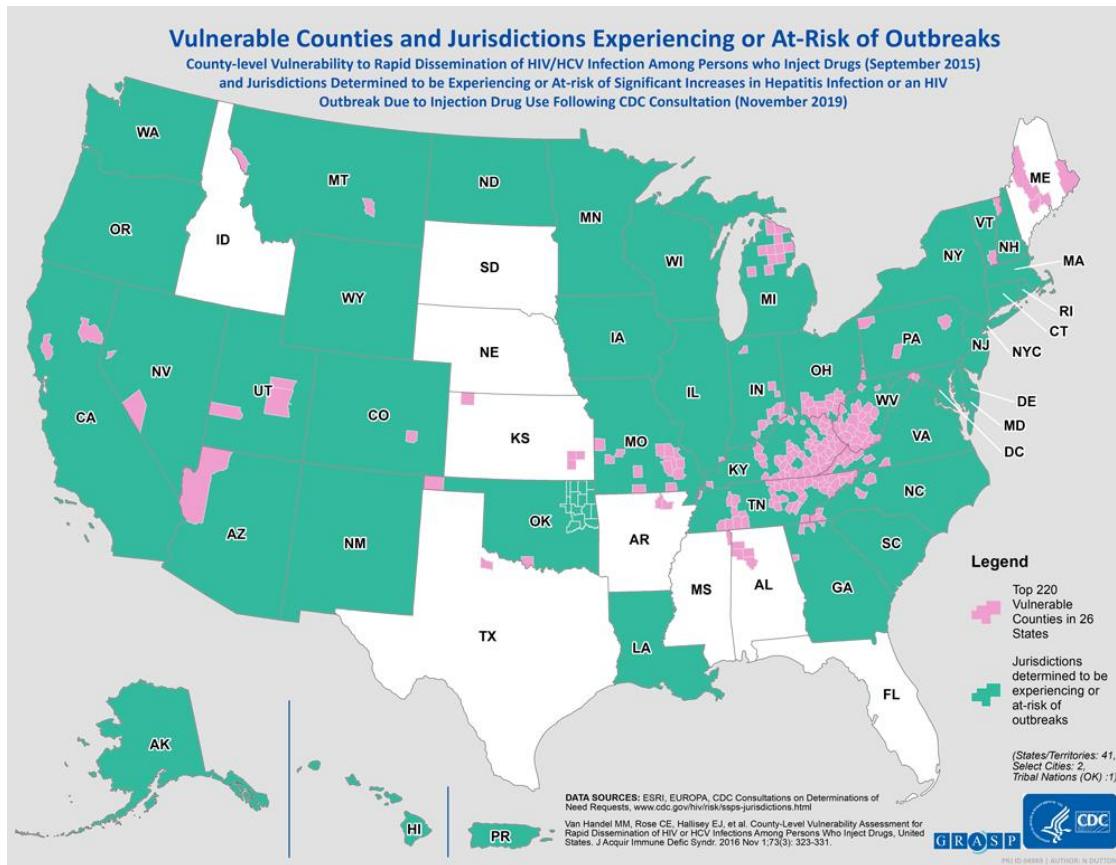 Vulnerable Counties and Jurisdictions Experiencing or At-Risk of Outbreaks
County-level Vulnerability to Rapid Dissemination of HIV/HCV Infection Among Persons who Inject Drugs (September 2015)
and Jurisdictions Determined to be Experiencing or At-risk of Significant Increases in Hepatitis Infection or an HIV
Outbreak Due to Injection Drug Use Following CDC Consultation (November 2019)
WA
MT
ND
MN
ME
OR
ID
SD
WI
MI
VT
NH
NY
MA
WY
RI
CT
NE
IA
PA
NJ
NYC
NV
UT
CO
IL
IN
OH
WV
DE
MD
DC
CA
KS
MO
KY
VA
AZ
NM
OK
TN
NC
AR
SC
MS
AL
GA
TX
LA
FL
AK
HI
PR
Legend
Top 220
Vulnerable
Counties in 26
States
Jurisdictions
determined to be
experiencing or
at-risk of
outbreaks
(States/Territories: 41,
Select Cities: 2,
Tribal Nations (OK) :1)
DATA SOURCES: ESRI, EUROPA, CDC Consultations on Determinations of
Need Requests, www.cdc.gov/hiv/risk/ssps-jurisdictions.html
Van Handel MM, Rose CE, Hallisey EJ, et al. County-Level Vulnerability Assessment for
Rapid Dissemination of HIV or HCV Infections Among Persons Who Inject Drugs, United
States. J Acquir Immune Defic Syndr. 2016 Nov 1;73(3): 323-331.
GRASP
CDC